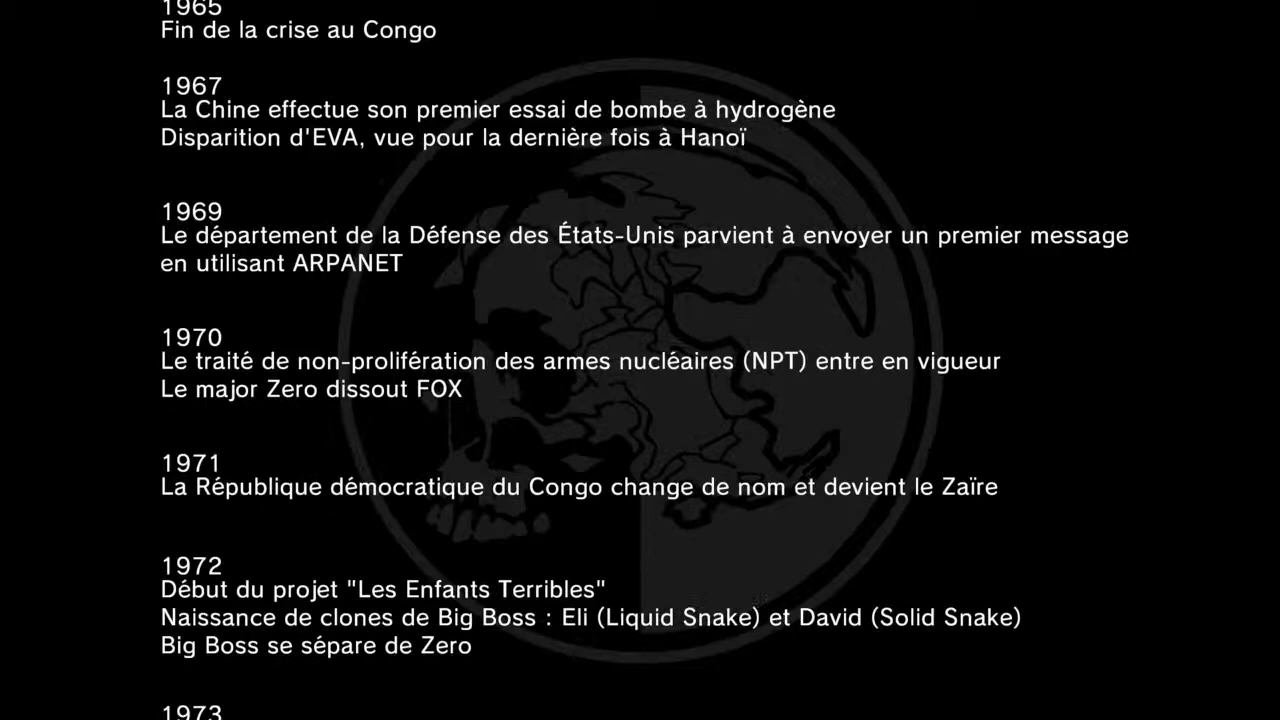 1965
Fin de la crise au Congo
1967
La Chine effectue son premier essai de bombe à hydrogène
Disparition d'EVA, vue pour la dernière fois à Hanoï
1969
Le département de la Défense des États-Unis parvient à envoyer un premier message
en utilisant ARPANET
1970
Le traité de non-prolifération des armes nucléaires (NPT) entre en vigueur
Le major Zero dissout FOX
1971
La République démocratique du Congo change de nom et devient le Zaïre
1972
Début du projet "Les Enfants Terribles"
Naissance de clones de Big Boss : Eli (Liquid Snake) et David (Solid Snake)
Big Boss se sépare de Zero
1973